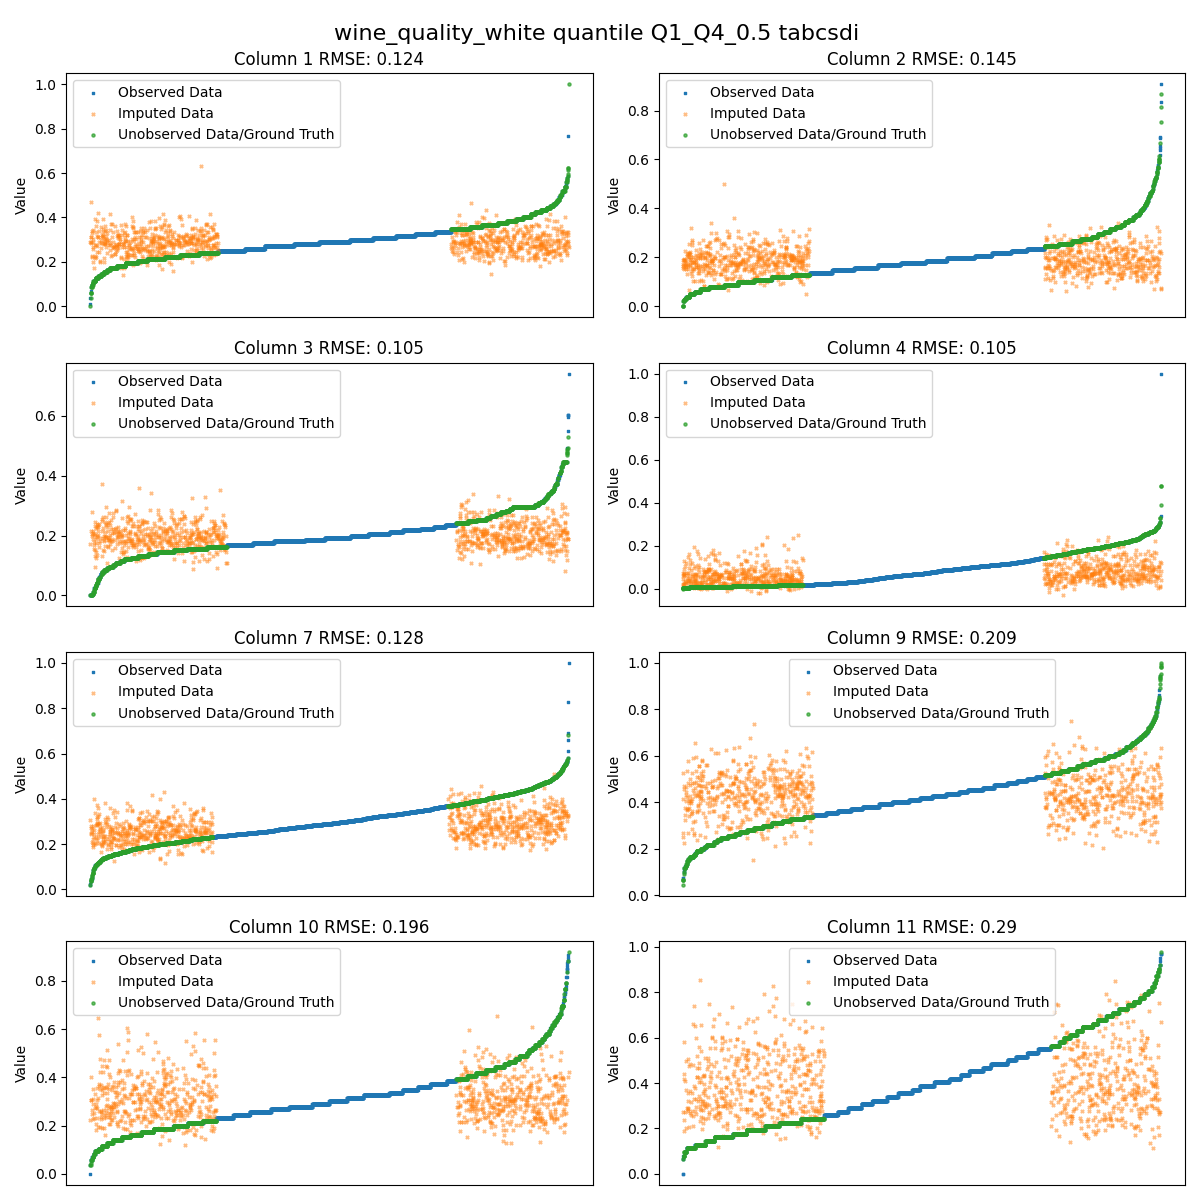 wine_quality_white quantile Q1_Q4_0.5 tabcsdi
Column 1 RMSE: 0.124
Value
1.0
0.8
0.6
0.4
0.2
0.0
Observed Data
Imputed Data
Unobserved Data/Ground Truth
Column 2 RMSE: 0.145
Value
0.8
0.6
0.4
0.2
0.0
Observed Data
Imputed Data
Unobserved Data/Ground Truth
Column 3 RMSE: 0.105
Value
0.6
0.4
0.2
0.0
Observed Data
Imputed Data
Unobserved Data/Ground Truth
Column 4 RMSE: 0.105
Value
1.0
0.8
0.6
0.4
0.2
0.0
Observed Data
Imputed Data
Unobserved Data/Ground Truth
Column 7 RMSE: 0.128
Value
1.0
0.8
0.6
0.4
0.2
0.0
Observed Data
Imputed Data
Unobserved Data/Ground Truth
Column 9 RMSE: 0.209
Value
1.0
0.8
0.6
0.4
0.2
0.0
Observed Data
Imputed Data
Unobserved Data/Ground Truth
Column 10 RMSE: 0.196
Value
0.8
0.6
0.4
0.2
0.0
Observed Data
Imputed Data
Unobserved Data/Ground Truth
Column 11 RMSE: 0.29
Value
1.0
0.8
0.6
0.4
0.2
0.0
Observed Data
Imputed Data
Unobserved Data/Ground Truth